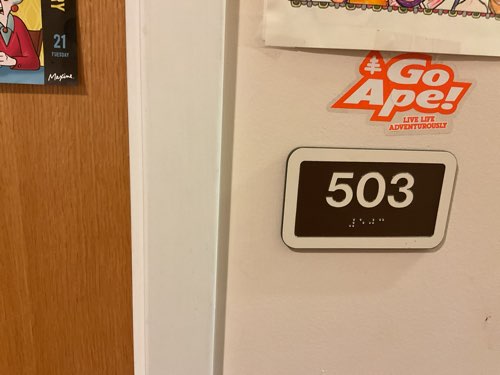 21
TUESDAY
Maxine
Go
Ape!
LIVE LIFE
ADVENTUROUSLY
503